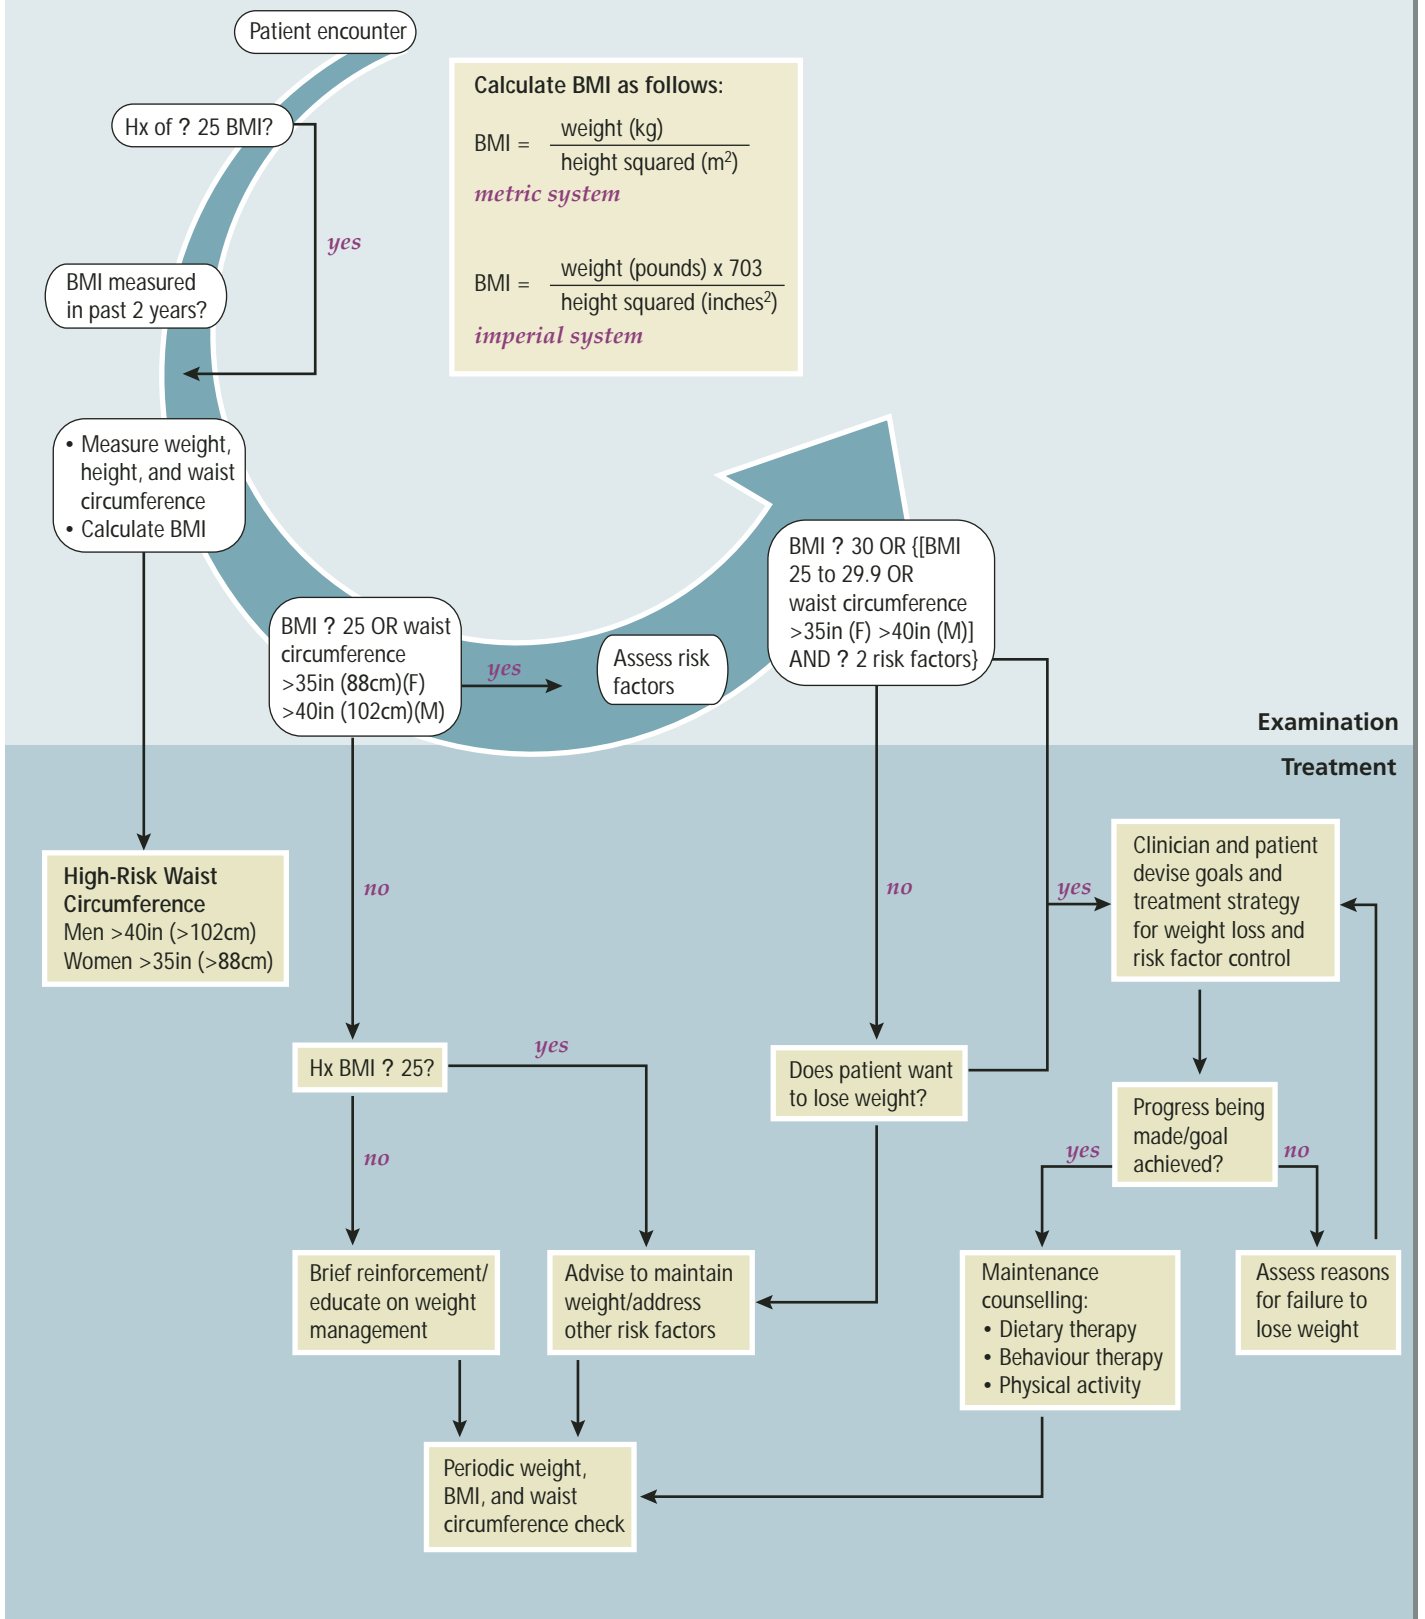 Patient encounter
Hx of ? 25 BMI?
yes
BMI measured
in past 2 years?
Calculate BMI as follows:
BMI = weight (kg)
height squared (m²)
metric system
BMI = weight (pounds) x 703
height squared (inches²)
imperial system
• Measure weight,
height, and waist
circumference
• Calculate BMI
BMI ? 25 OR waist
circumference
>35in (88cm)(F)
>40in (102cm)(M)
yes
Assess risk
factors
BMI ? 30 OR {[BMI
25 to 29.9 OR
waist circumference
>35in (F) >40in (M)]
AND ? 2 risk factors}
Examination
Treatment
High-Risk Waist
Circumference
Men >40in (>102cm)
Women >35in (>88cm)
no
no
yes
Clinician and patient
devise goals and
treatment strategy
for weight loss and
risk factor control
Hx BMI ? 25?
yes
no
Does patient want
to lose weight?
Progress being
made/goal
achieved?
yes
no
Brief reinforcement/
educate on weight
management
Advise to maintain
weight/address
other risk factors
Maintenance
counselling:
• Dietary therapy
• Behaviour therapy
• Physical activity
Assess reasons
for failure to
lose weight
Periodic weight,
BMI, and waist
circumference check